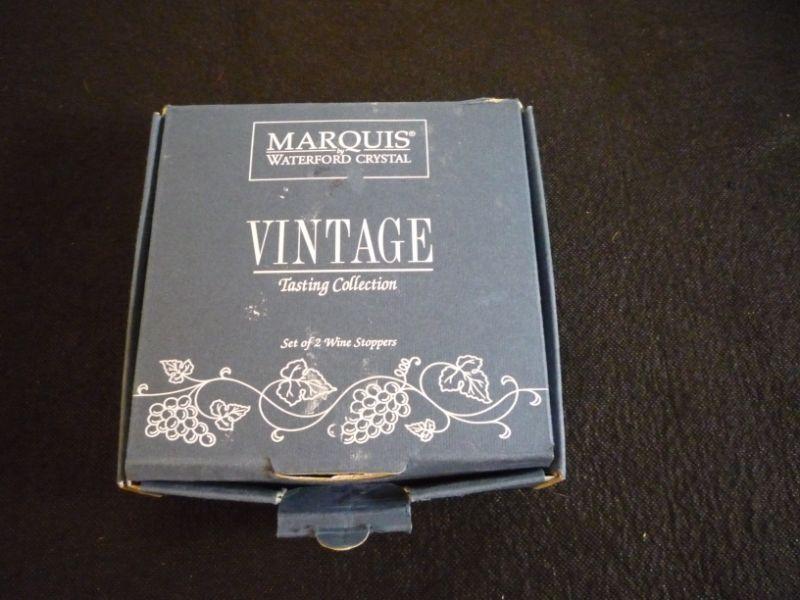 MARQUIS®
by
WATERFORD CRYSTAL
VINTAGE
Tasting Collection
Set of 2 Wine Stoppers